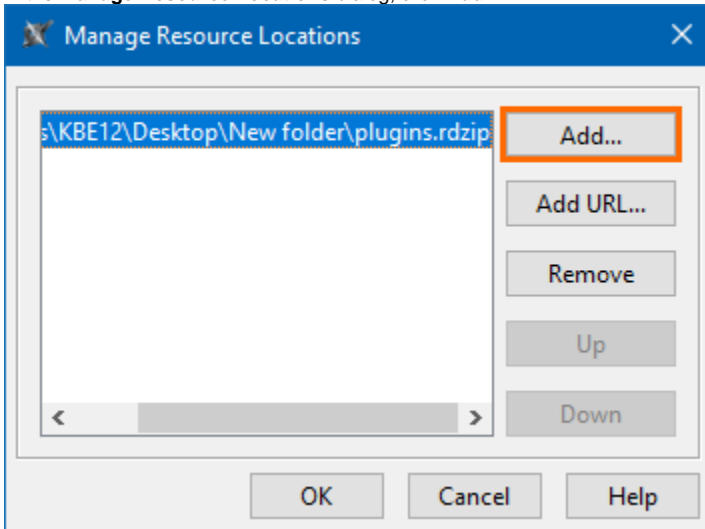 Manage Resource Locations
s\KBE12\Desktop\New folder\plugins.rdzip
Add...
Add URL...
Remove
Up
Down
OK
Cancel
Help